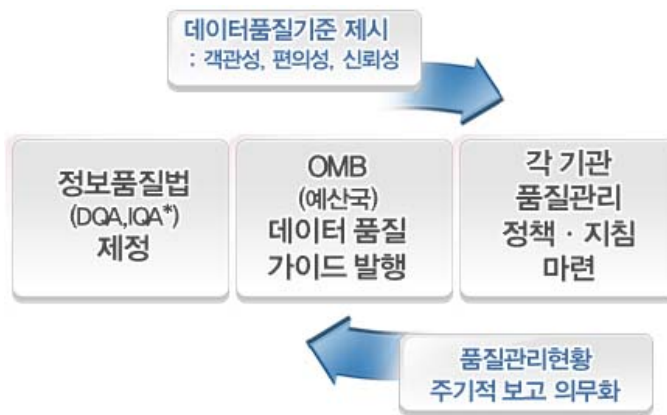 데이터품질기준 제시
: 객관성, 편의성, 신뢰성
정보품질법
(DQA,IQA*)
제정
OMB
(예산국)
데이터 품질
가이드 발행
각 기관
품질관리
정책 · 지침
마련
품질관리현황
주기적 보고 의무화